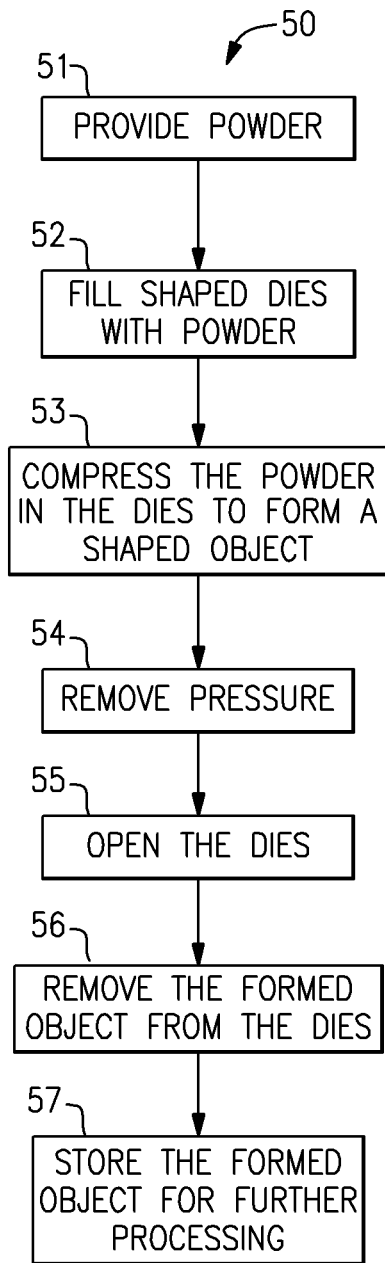 50
51
PROVIDE POWDER
52
FILL SHAPED DIES
WITH POWDER
53
COMPRESS THE POWDER
IN THE DIES TO FORM A
SHAPED OBJECT
54
REMOVE PRESSURE
55
OPEN THE DIES
56
REMOVE THE FORMED
OBJECT FROM THE DIES
57
STORE THE FORMED
OBJECT FOR FURTHER
PROCESSING